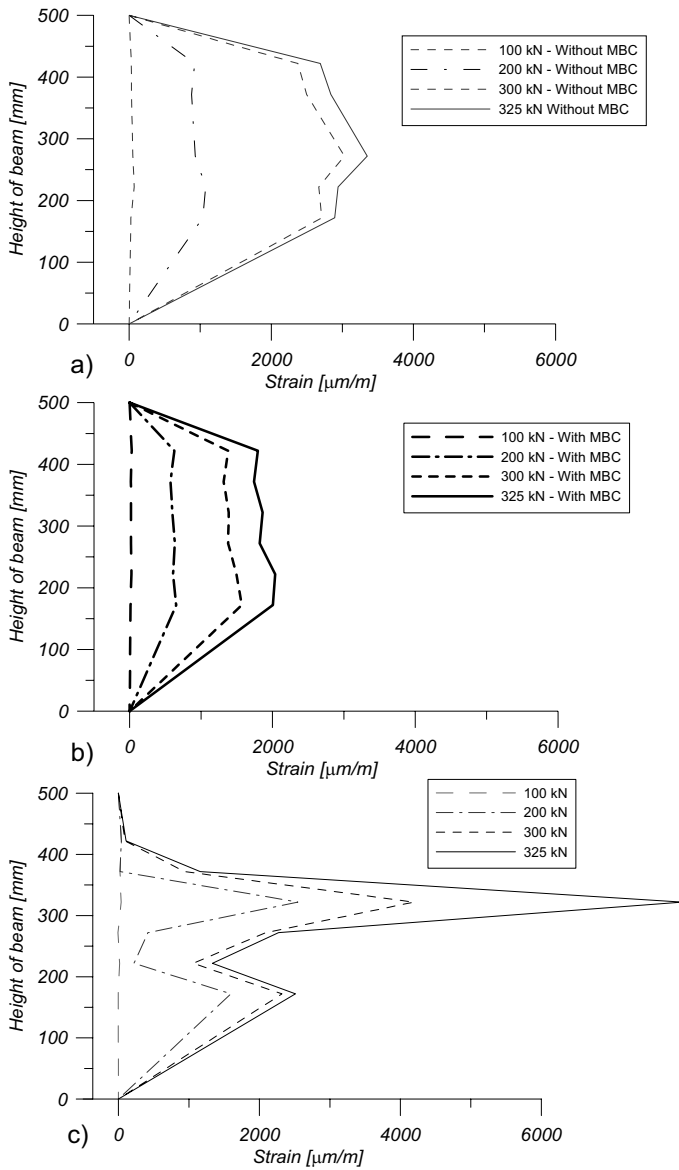 500
400
300
200
100
0
Height of beam [mm]
100 kN - Without MBC
200 kN - Without MBC
300 kN - Without MBC
325 kN Without MBC
0
2000
4000
6000
Strain [μm/m]
a)
500
400
300
200
100
0
Height of beam [mm]
100 kN - With MBC
200 kN - With MBC
300 kN - With MBC
325 kN - With MBC
0
2000
4000
6000
Strain [μm/m]
b)
500
400
300
200
100
0
Height of beam [mm]
100 kN
200 kN
300 kN
325 kN
0
2000
4000
6000
Strain [μm/m]
c)